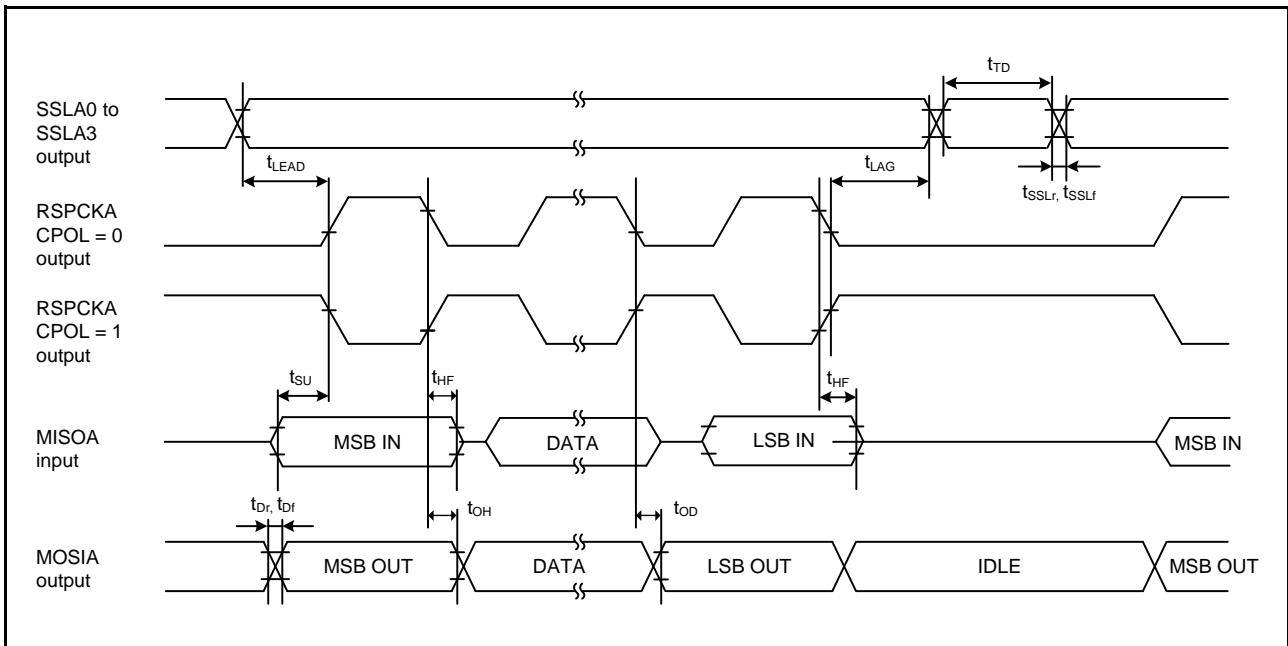 tTD
SSLA0 to
SSLA3
output
tLEAD
tLAG
tSSLr, tSSLf
RSPCKA
CPOL = 0
output
RSPCKA
CPOL = 1
output
tSU
tHF
tHF
MISOA
input
MSB IN
DATA
LSB IN
MSB IN
tDr, tDf
tOH
tOD
MOSIA
output
MSB OUT
DATA
LSB OUT
IDLE
MSB OUT